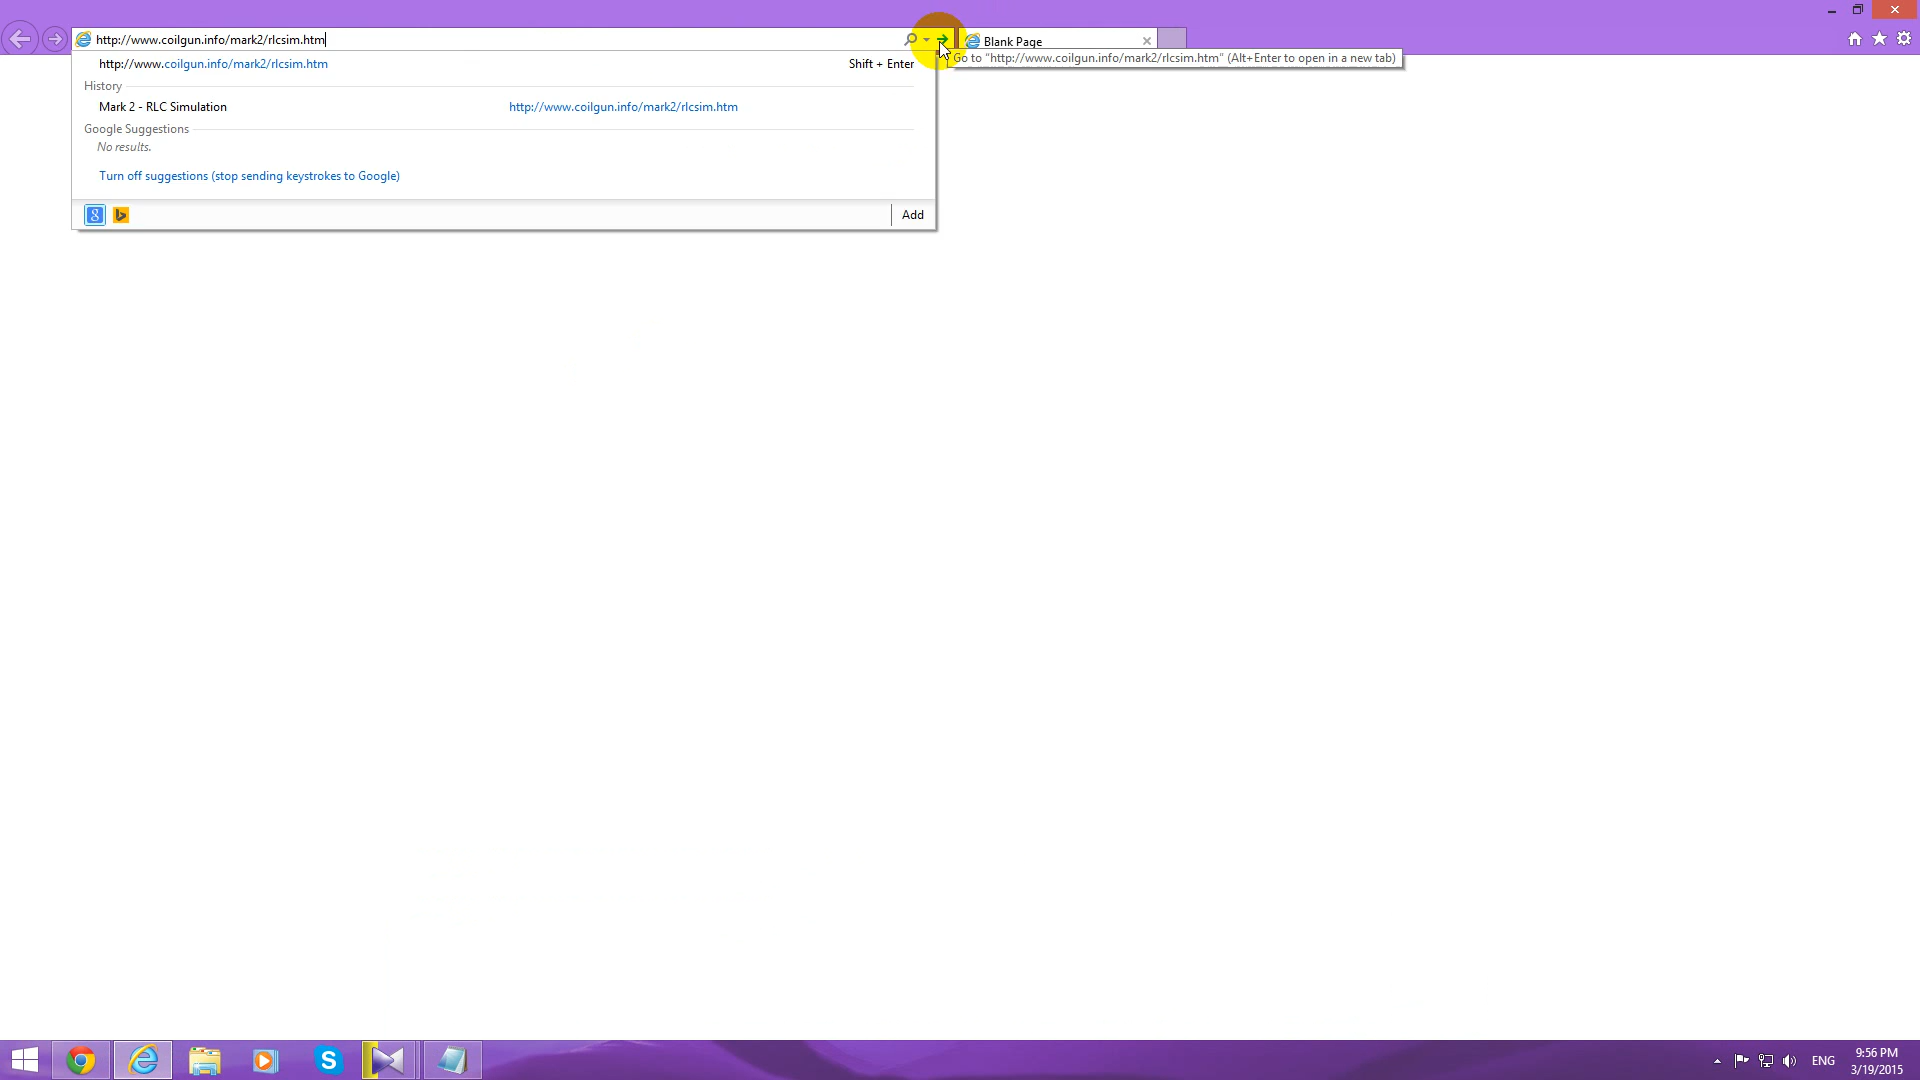 http://www.coilgun.info/mark2/rlcsim.htm
Blank Page
Go to "http://www.coilgun.info/mark2/rlcsim.htm" (Alt+Enter to open in a new tab)
http://www.coilgun.info/mark2/rlcsim.htm Shift + Enter
History
Mark 2 - RLC Simulation http://www.coilgun.info/mark2/rlcsim.htm
Google Suggestions
No results.
Turn off suggestions (stop sending keystrokes to Google)
Add
ENG
9:56 PM
3/19/2015